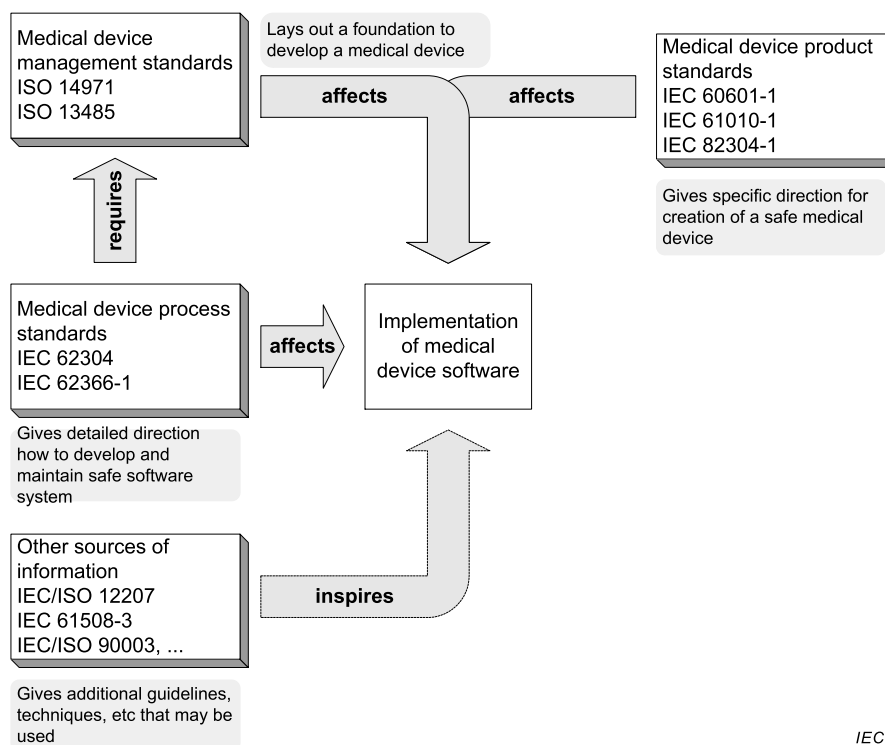 Medical device
management standards
ISO 14971
ISO 13485
Lays out a foundation to
develop a medical device
affects
affects
Medical device product
standards
IEC 60601-1
IEC 61010-1
IEC 82304-1
Gives specific direction for
creation of a safe medical
device
requires
Medical device process
standards
IEC 62304
IEC 62366-1
affects
Implementation
of medical
device software
Gives detailed direction
how to develop and
maintain safe software
system
Other sources of
information
IEC/ISO 12207
IEC 61508-3
IEC/ISO 90003, ...
inspires
Gives additional guidelines,
techniques, etc that may be
used
IEC